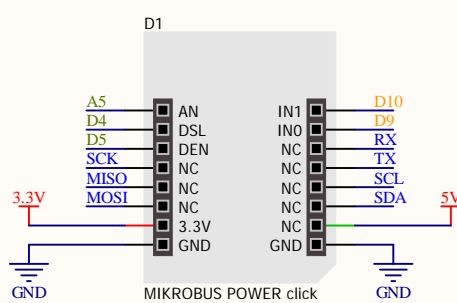 D1
A5 AN IN1 D10
D4 DSL IN0 D9
D5 DEN NC RX
SCK NC NC TX
MISO NC NC SCL
MOSI NC NC SDA
3.3V 3.3V NC 5V
GND GND
GND GND
MIKROBUS POWER click